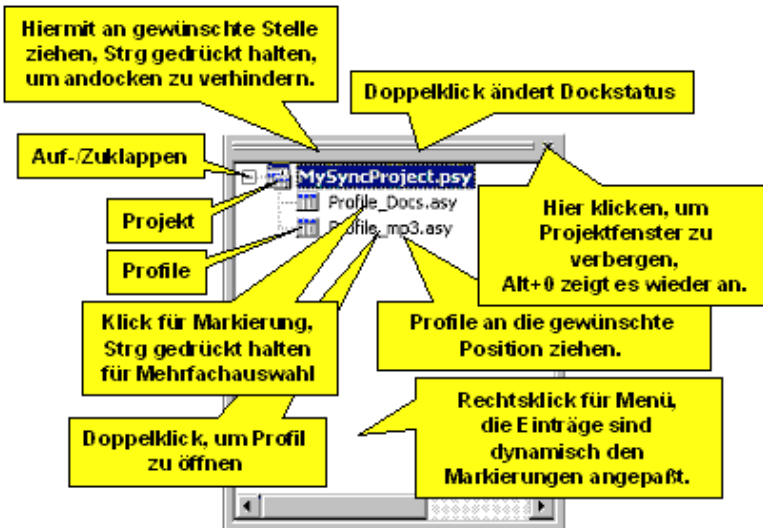 Hiermit an gewünschte Stelle
ziehen, Strg gedrückt halten,
um andocken zu verhindern.
Doppelklick ändert Dockstatus
Auf-/Zuklappen
MySyncProject.psy
Projekt
Profile_Docs.asy
Profile_mp3.asy
Profile
Hier klicken, um
Projektfenster zu
verbergen,
Alt+0 zeigt es wieder an.
Klick für Markierung,
Strg gedrückt halten
für Mehrfachauswahl
Profile an die gewünschte
Position ziehen.
Doppelklick, um Profil
zu öffnen
Rechtsklick für Menü,
die Einträge sind
dynamisch den
Markierungen angepaßt.